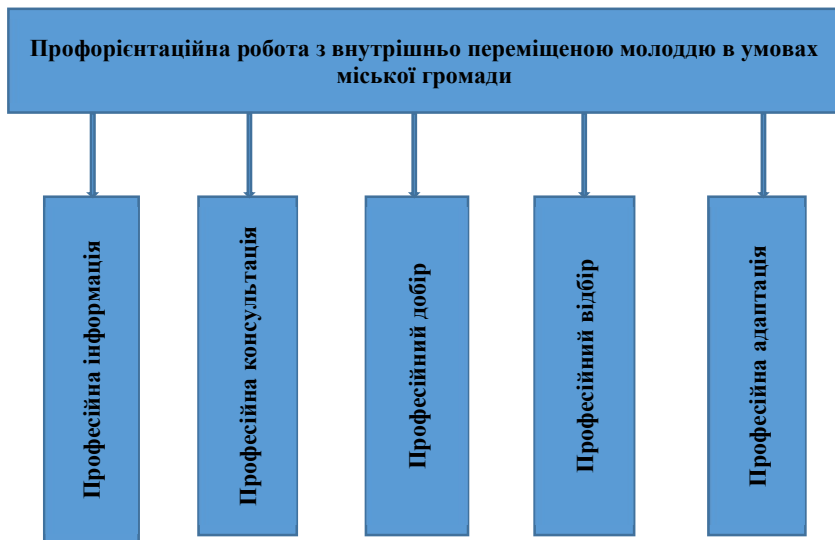 Профорієнтаційна робота з внутрішньо переміщеною молоддю в умовах
міської громади
Професійна інформація
Професійна консультація
Професійний добір
Професійний відбір
Професійна адаптація